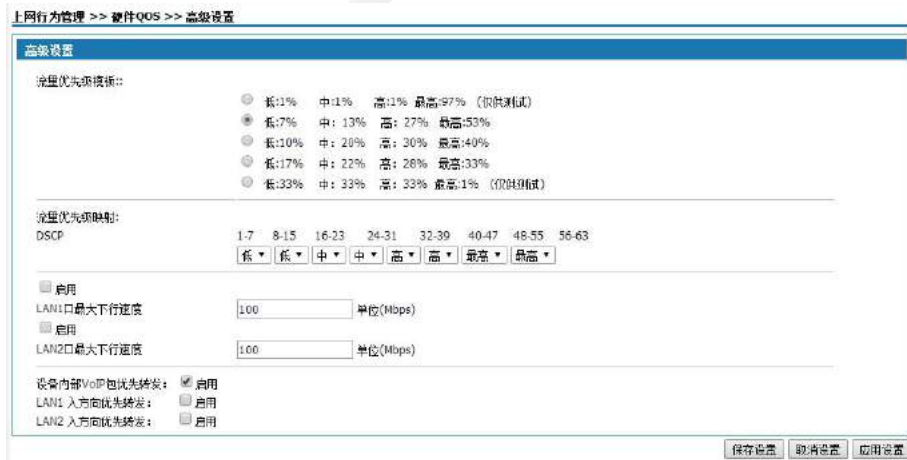 上网行为管理 >> 硬件QOS >> 高级设置
高级设置
流量优先级模板::
低:1% 中:1% 高:1% 最高:97% (仅供测试)
低:7% 中: 13% 高: 27% 最高:53%
低:10% 中: 20% 高: 30% 最高:40%
低:17% 中: 22% 高: 28% 最高:33%
低:33% 中: 33% 高: 33% 最高:1% (仅供测试)
流量优先级映射:
DSCP 1-7 8-15 16-23 24-31 32-39 40-47 48-55 56-63
低 低 中 中 高 高 最高 最高
启用
LAN1口最大下行速度 100 单位(Mbps)
启用
LAN2口最大下行速度 100 单位(Mbps)
设备内部VoIP包优先转发: 启用
LAN1 入方向优先转发: 启用
LAN2 入方向优先转发: 启用
保存设置 取消设置 应用设置